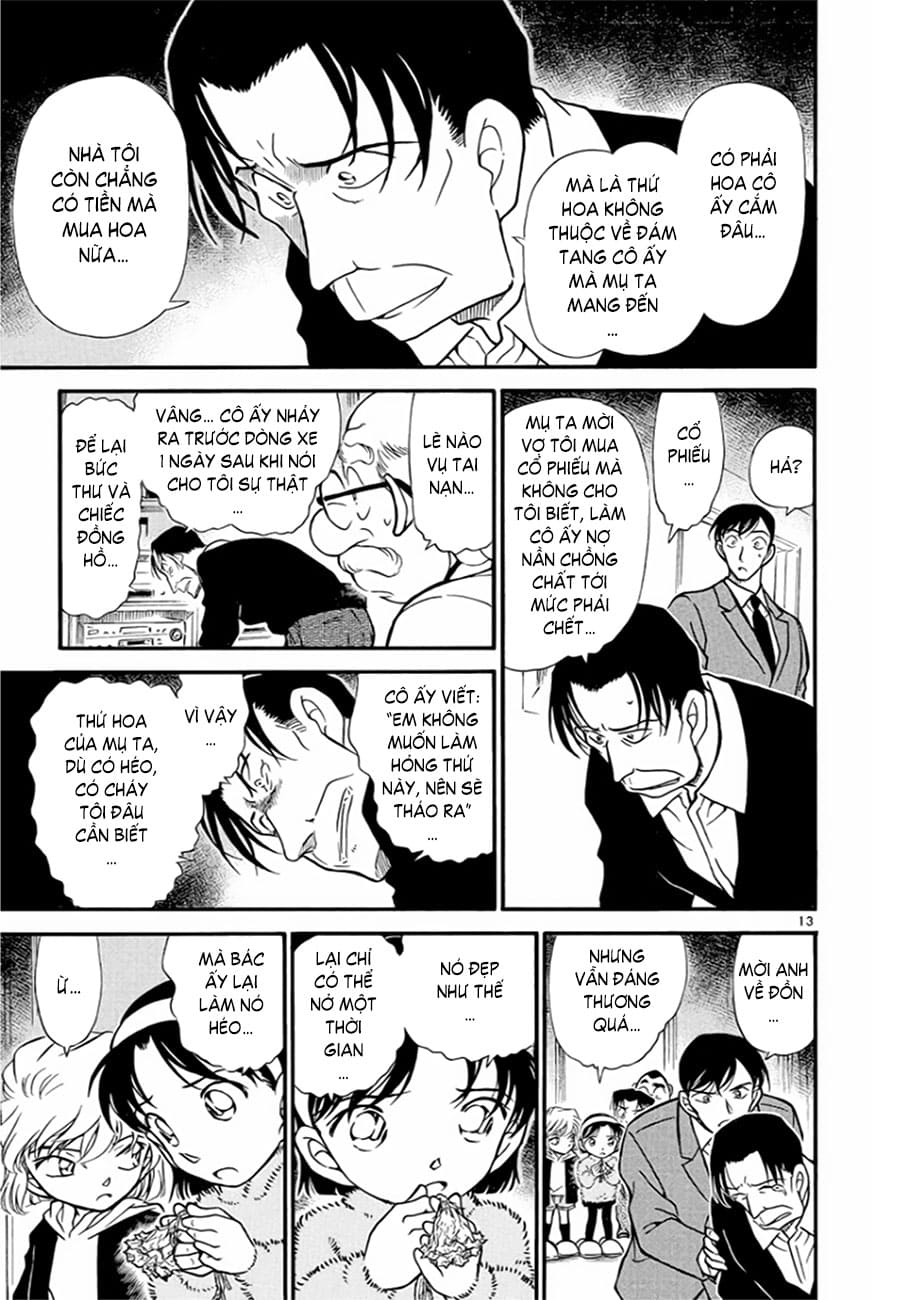 CÓ PHẢI
HOA CÔ
ẤY CẮM
ĐÂU...
MÀ LÀ THỨ
HOA KHÔNG
THUỘC VỀ ĐÁM
TANG CÔ ẤY
MÀ MỤ TA
MANG ĐẾN
...
NHÀ TÔI
CÒN CHẲNG
CÓ TIỀN MÀ
MUA HOA
NỮA...
HẢ?
CỔ
PHIẾU
...
MỤ TA MỜI
VỢ TÔI MUA
CỔ PHIẾU MÀ
KHÔNG CHO
TÔI BIẾT, LÀM
CÔ ẤY NỢ
NẦN CHỒNG
CHẤT TỚI
MỨC PHẢI
CHẾT...
LẼ NÀO
VỤ TAI
NẠN...
VÂNG... CÔ ẤY NHẢY
RA TRƯỚC DÒNG XE
1 NGÀY SAU KHI NÓI
CHO TÔI SỰ THẬT
...
ĐỂ LẠI
BỨC
THƯ VÀ
CHIẾC
ĐỒNG
HỒ...
CÔ ẤY VIẾT:
“EM KHÔNG
MUỐN LÀM
HỎNG THỨ
NÀY, NÊN SẼ
THÁO RA”
...
VÌ VẬY
...
THỨ HOA
CỦA MỤ TA,
DÙ CÓ HÉO,
CÓ CHÁY
TÔI ĐÂU
CẦN BIẾT
...
13
MỜI ANH
VỀ ĐỒN
...
NHƯNG
VẪN ĐÁNG
THƯƠNG
QUÁ...
NÓ ĐẸP
NHƯ THẾ
...
LẠI CHỈ
CÓ THỂ
NỞ MỘT
THỜI
GIAN
...
MÀ BÁC
ẤY LẠI
LÀM NÓ
HÉO...
Ừ...